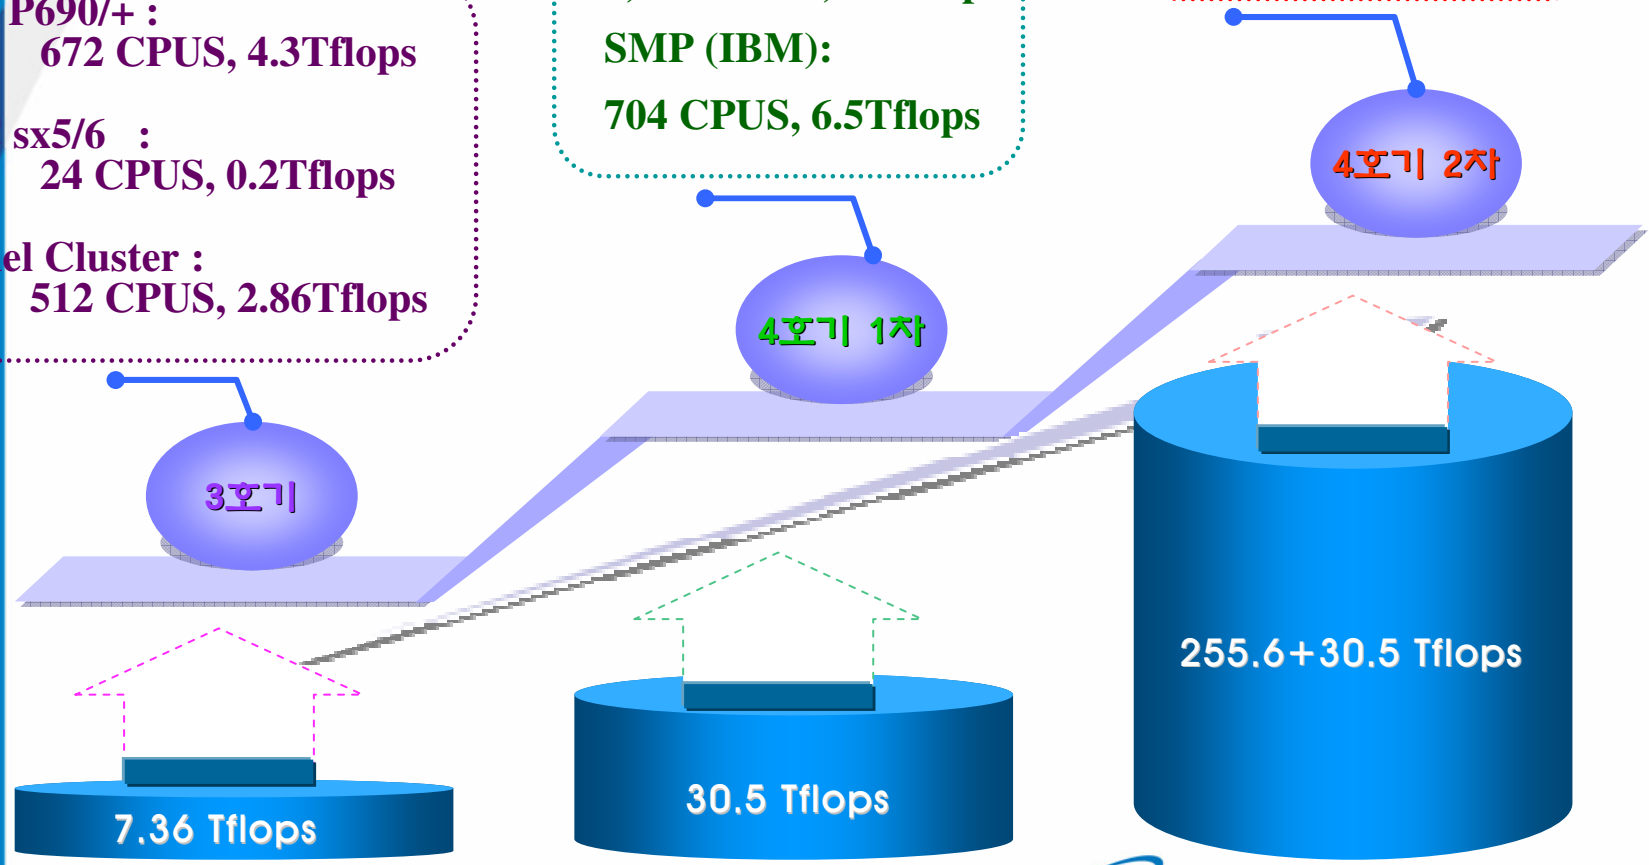 P690/+ :
672 CPUS, 4.3Tflops
sx5/6 :
24 CPUS, 0.2Tflops
el Cluster :
512 CPUS, 2.86Tflops
SMP (IBM):
704 CPUS, 6.5Tflops
4호기 2차
4호기 1차
3호기
255.6+30.5 Tflops
30.5 Tflops
7.36 Tflops